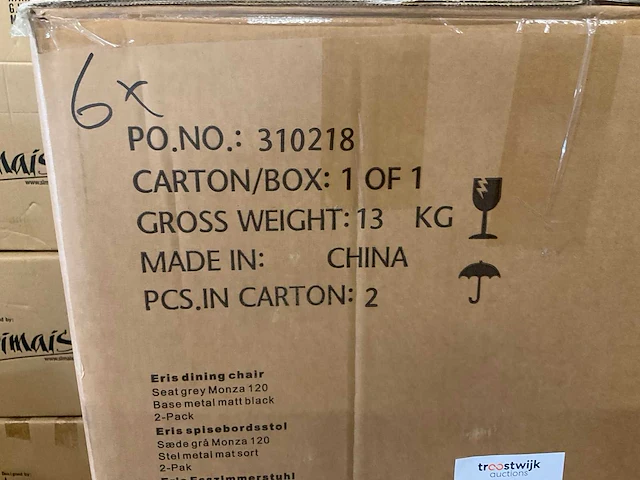 6x
PO.NO.: 310218
CARTON/BOX: 1 OF 1
GROSS WEIGHT: 13 KG
MADE IN: CHINA
PCS.IN CARTON: 2
Eris dining chair
Seat grey Monza 120
Base metal matt black
2-Pack
Eris spisebordsstol
Sæde grå Monza 120
Stel metal mat sort
2-Pak
Eris Esszimmerstuhl
troostwijk
auctions